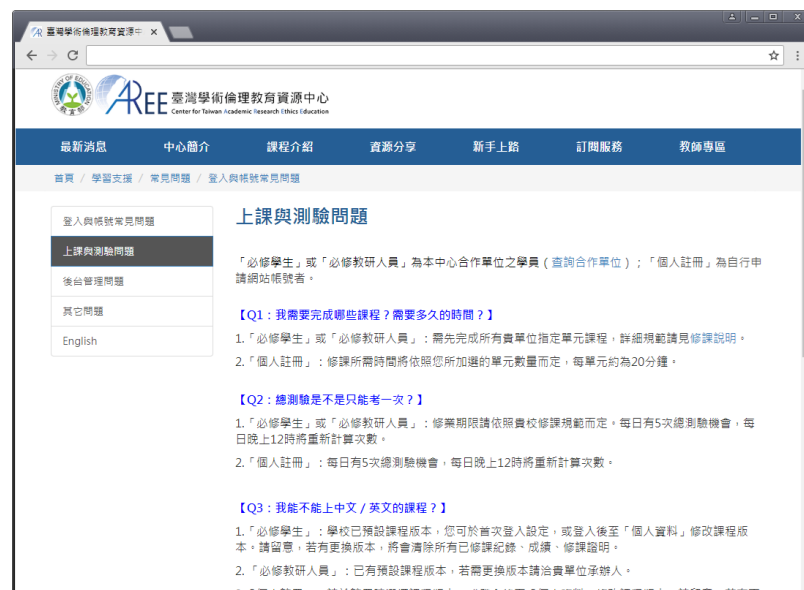 臺灣學術倫理教育資源中
AREE 臺灣學術倫理教育資源中心
Center for Taiwan Academic Research Ethics Education
最新消息 中心簡介 課程介紹 資源分享 新手上路 訂閱服務 教師專區
首頁 / 學習支援 / 常見問題 / 登入與帳號常見問題
登入與帳號常見問題
上課與測驗問題
後台管理問題
其它問題
English
上課與測驗問題
「必修學生」或「必修教研人員」為本中心合作單位之學員(查詢合作單位);「個人註冊」為自行申
請網站帳號者。
【Q1:我需要完成哪些課程?需要多久的時間?】
1.「必修學生」或「必修教研人員」:需先完成所有貴單位指定單元課程,詳細規範請見修課說明。
2.「個人註冊」:修課所需時間將依照您所加選的單元數量而定,每單元約為20分鐘。
【Q2:總測驗是不是只能考一次?】
1.「必修學生」或「必修教研人員」:修業期限請依照貴校修課規範而定。每日有5次總測驗機會,每
日晚上12時將重新計算次數。
2.「個人註冊」:每日有5次總測驗機會,每日晚上12時將重新計算次數。
【Q3:我能不能上中文 / 英文的課程?】
1.「必修學生」:學校已預設課程版本,您可於首次登入設定,或登入後至「個人資料」修改課程版
本。請留意,若有更換版本,將會清除所有已修課紀錄、成績、修課證明。
2.「必修教研人員」:已有預設課程版本,若需更換版本請洽貴單位承辦人。